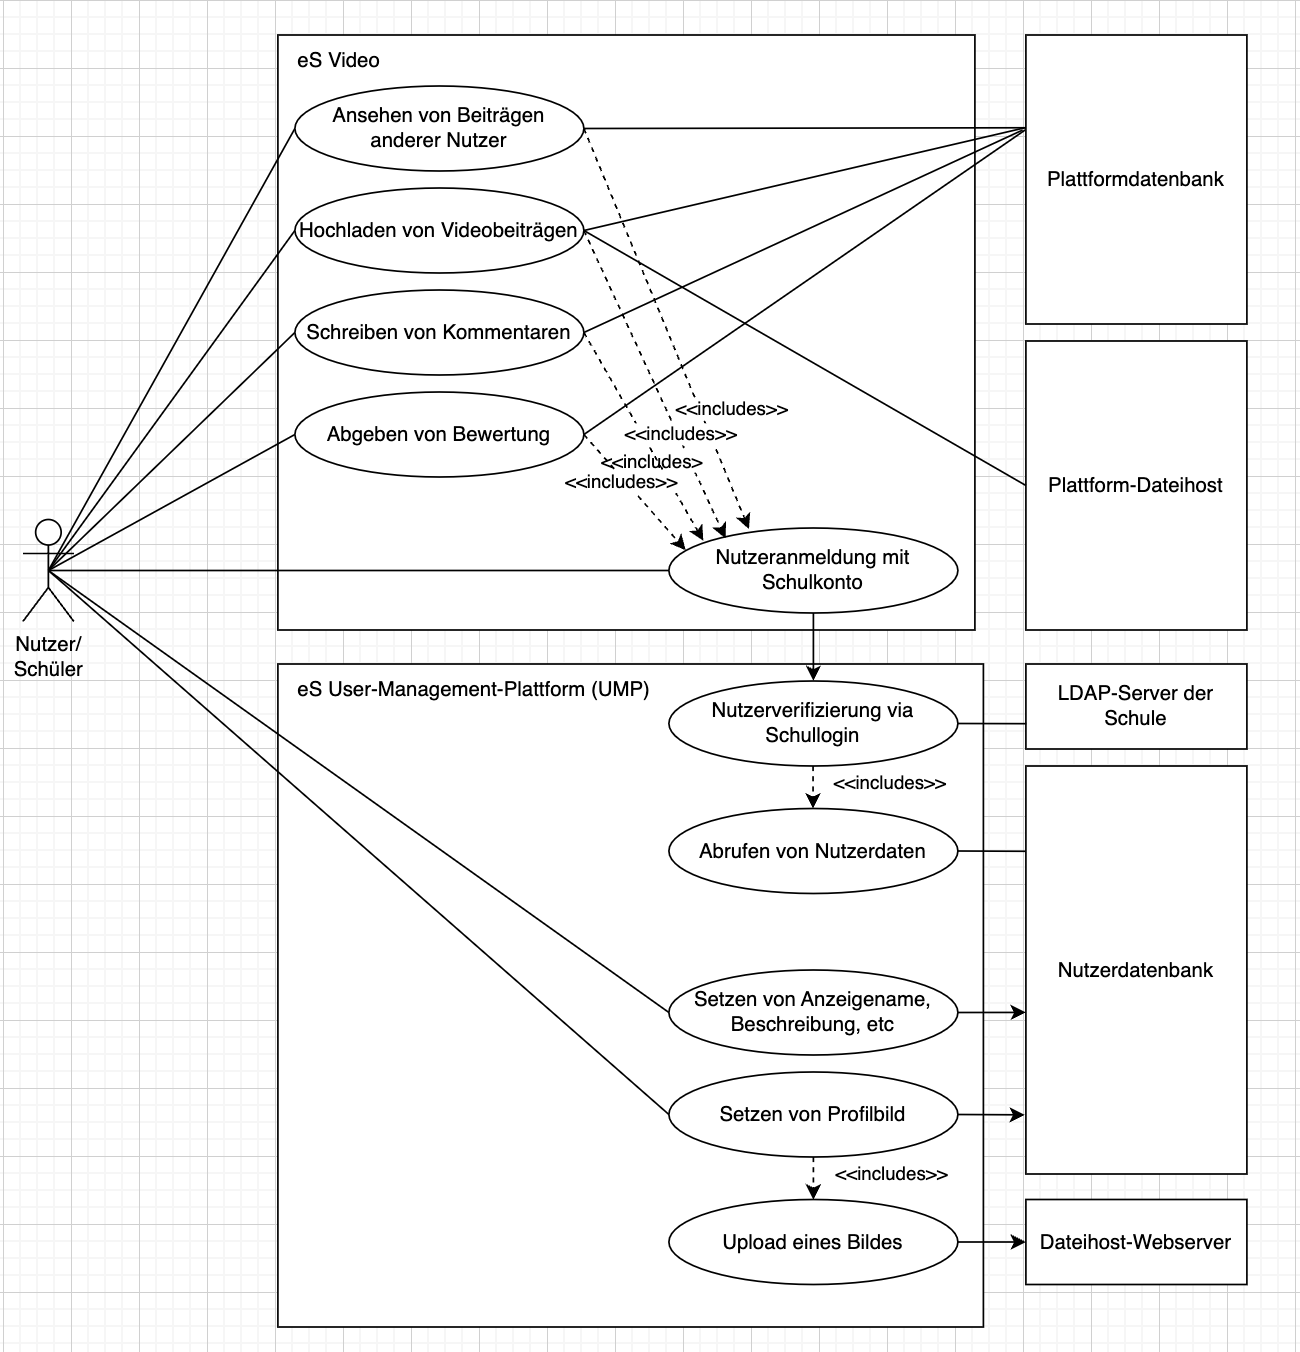 eS Video
Ansehen von Beiträgen
anderer Nutzer
Hochladen von Videobeiträgen
Schreiben von Kommentaren
Abgeben von Bewertung
<<includes>>
<<includes>>
<<includes>
<<includes>>
Nutzeranmeldung mit
Schulkonto
Plattformdatenbank
Plattform-Dateihost
Nutzer/
Schüler
eS User-Management-Plattform (UMP)
Nutzerverifizierung via
Schullogin
<<includes>>
Abrufen von Nutzerdaten
Setzen von Anzeigename,
Beschreibung, etc
Setzen von Profilbild
<<includes>>
Upload eines Bildes
LDAP-Server der
Schule
Nutzerdatenbank
Dateihost-Webserver